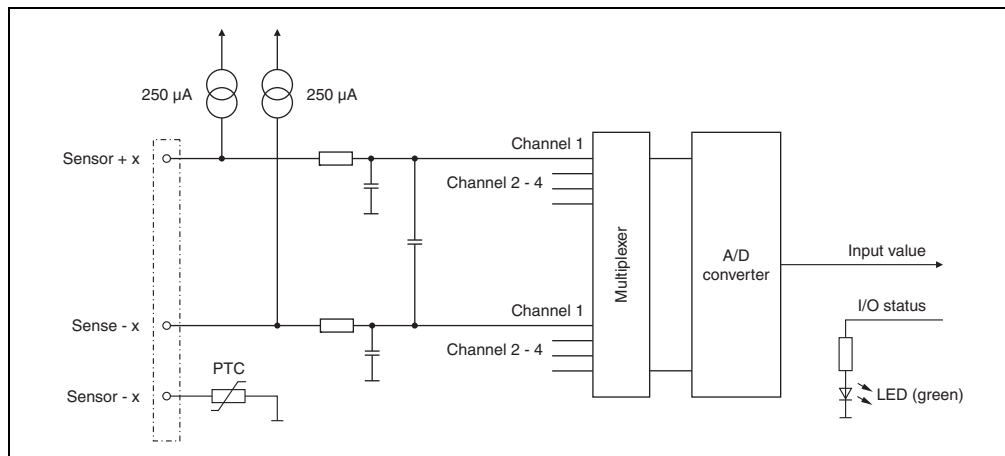 250 µA
250 µA
Sensor + x
Channel 1
Channel 2 - 4
Multiplexer
A/D
converter
Input value
I/O status
Sense - x
Channel 1
Channel 2 - 4
PTC
Sensor - x
LED (green)